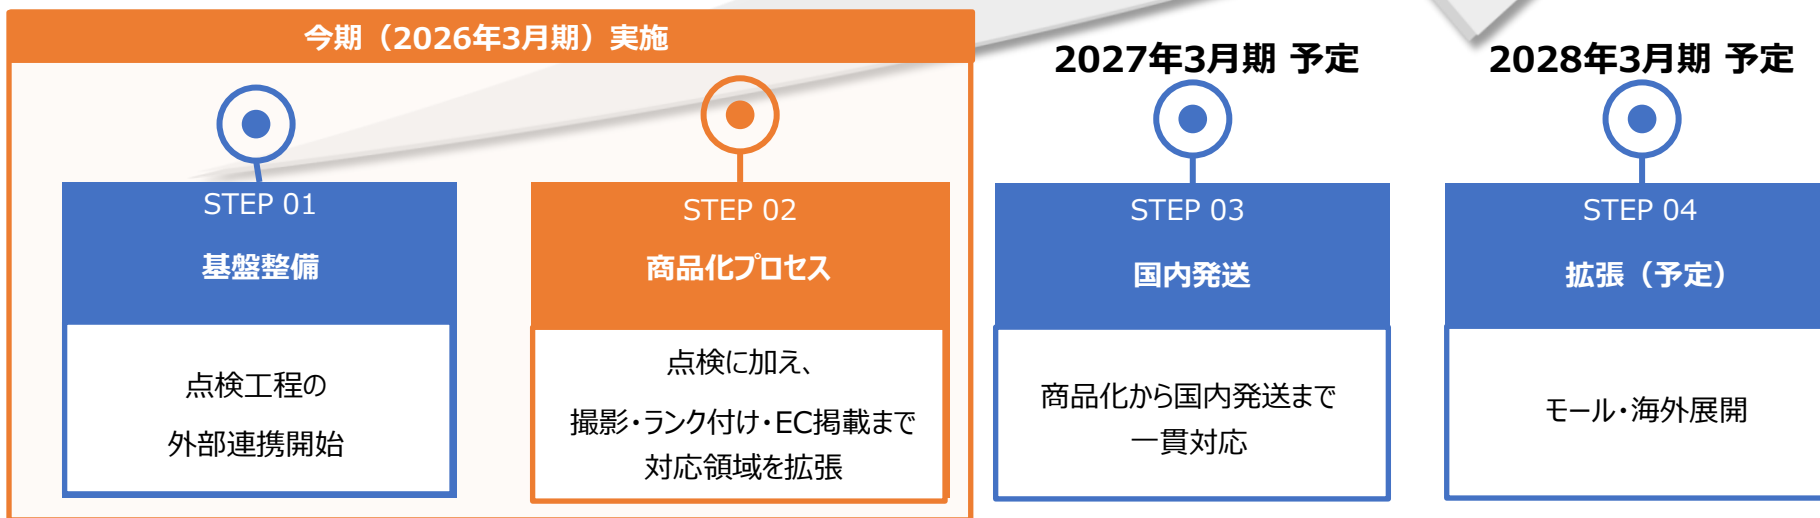 今期（2026年3月期）実施
STEP 01
基盤整備
点検工程の
外部連携開始
STEP 02
商品化プロセス
点検に加え、
撮影・ランク付け・EC掲載まで
対応領域を拡張
2027年3月期 予定
STEP 03
国内発送
商品化から国内発送まで
一貫対応
2028年3月期 予定
STEP 04
拡張（予定）
モール・海外展開